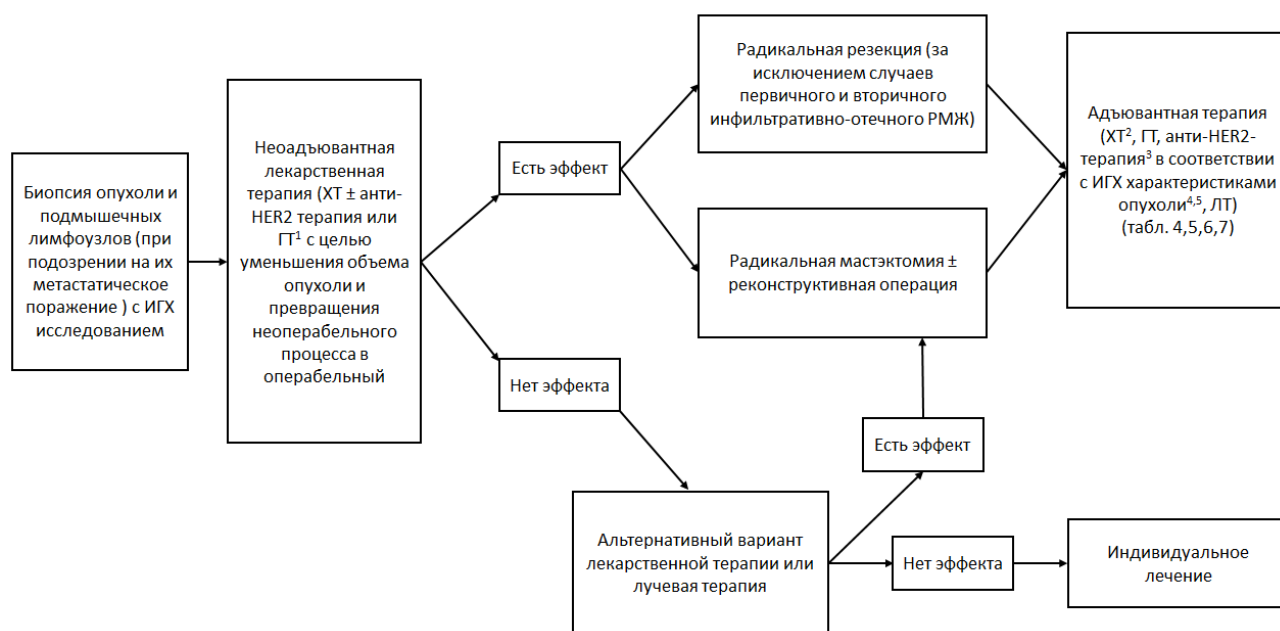 Биопсия опухоли и
подмышечных
лимфоузлов (при
подозрении на их
метастатическое
поражение ) с ИГХ
исследованием
Неоадъювантная
лекарственная
терапия (ХТ ± анти-
HER2 терапия или
ГТ¹ с целью
уменьшения объема
опухоли и
превращения
неоперабельного
процесса в
операбельный
Есть эффект
Нет эффекта
Радикальная резекция (за
исключением случаев
первичного и вторичного
инфильтративно-отечного РМЖ)
Радикальная мастэктомия ±
реконструктивная операция
Адъювантная терапия
(ХТ², ГТ, анти-HER2-
терапия³ в соответствии
с ИГХ характеристиками
опухоли⁴,⁵, ЛТ)
(табл. 4,5,6,7)
Альтернативный вариант
лекарственной терапии или
лучевая терапия
Есть эффект
Нет эффекта
Индивидуальное
лечение